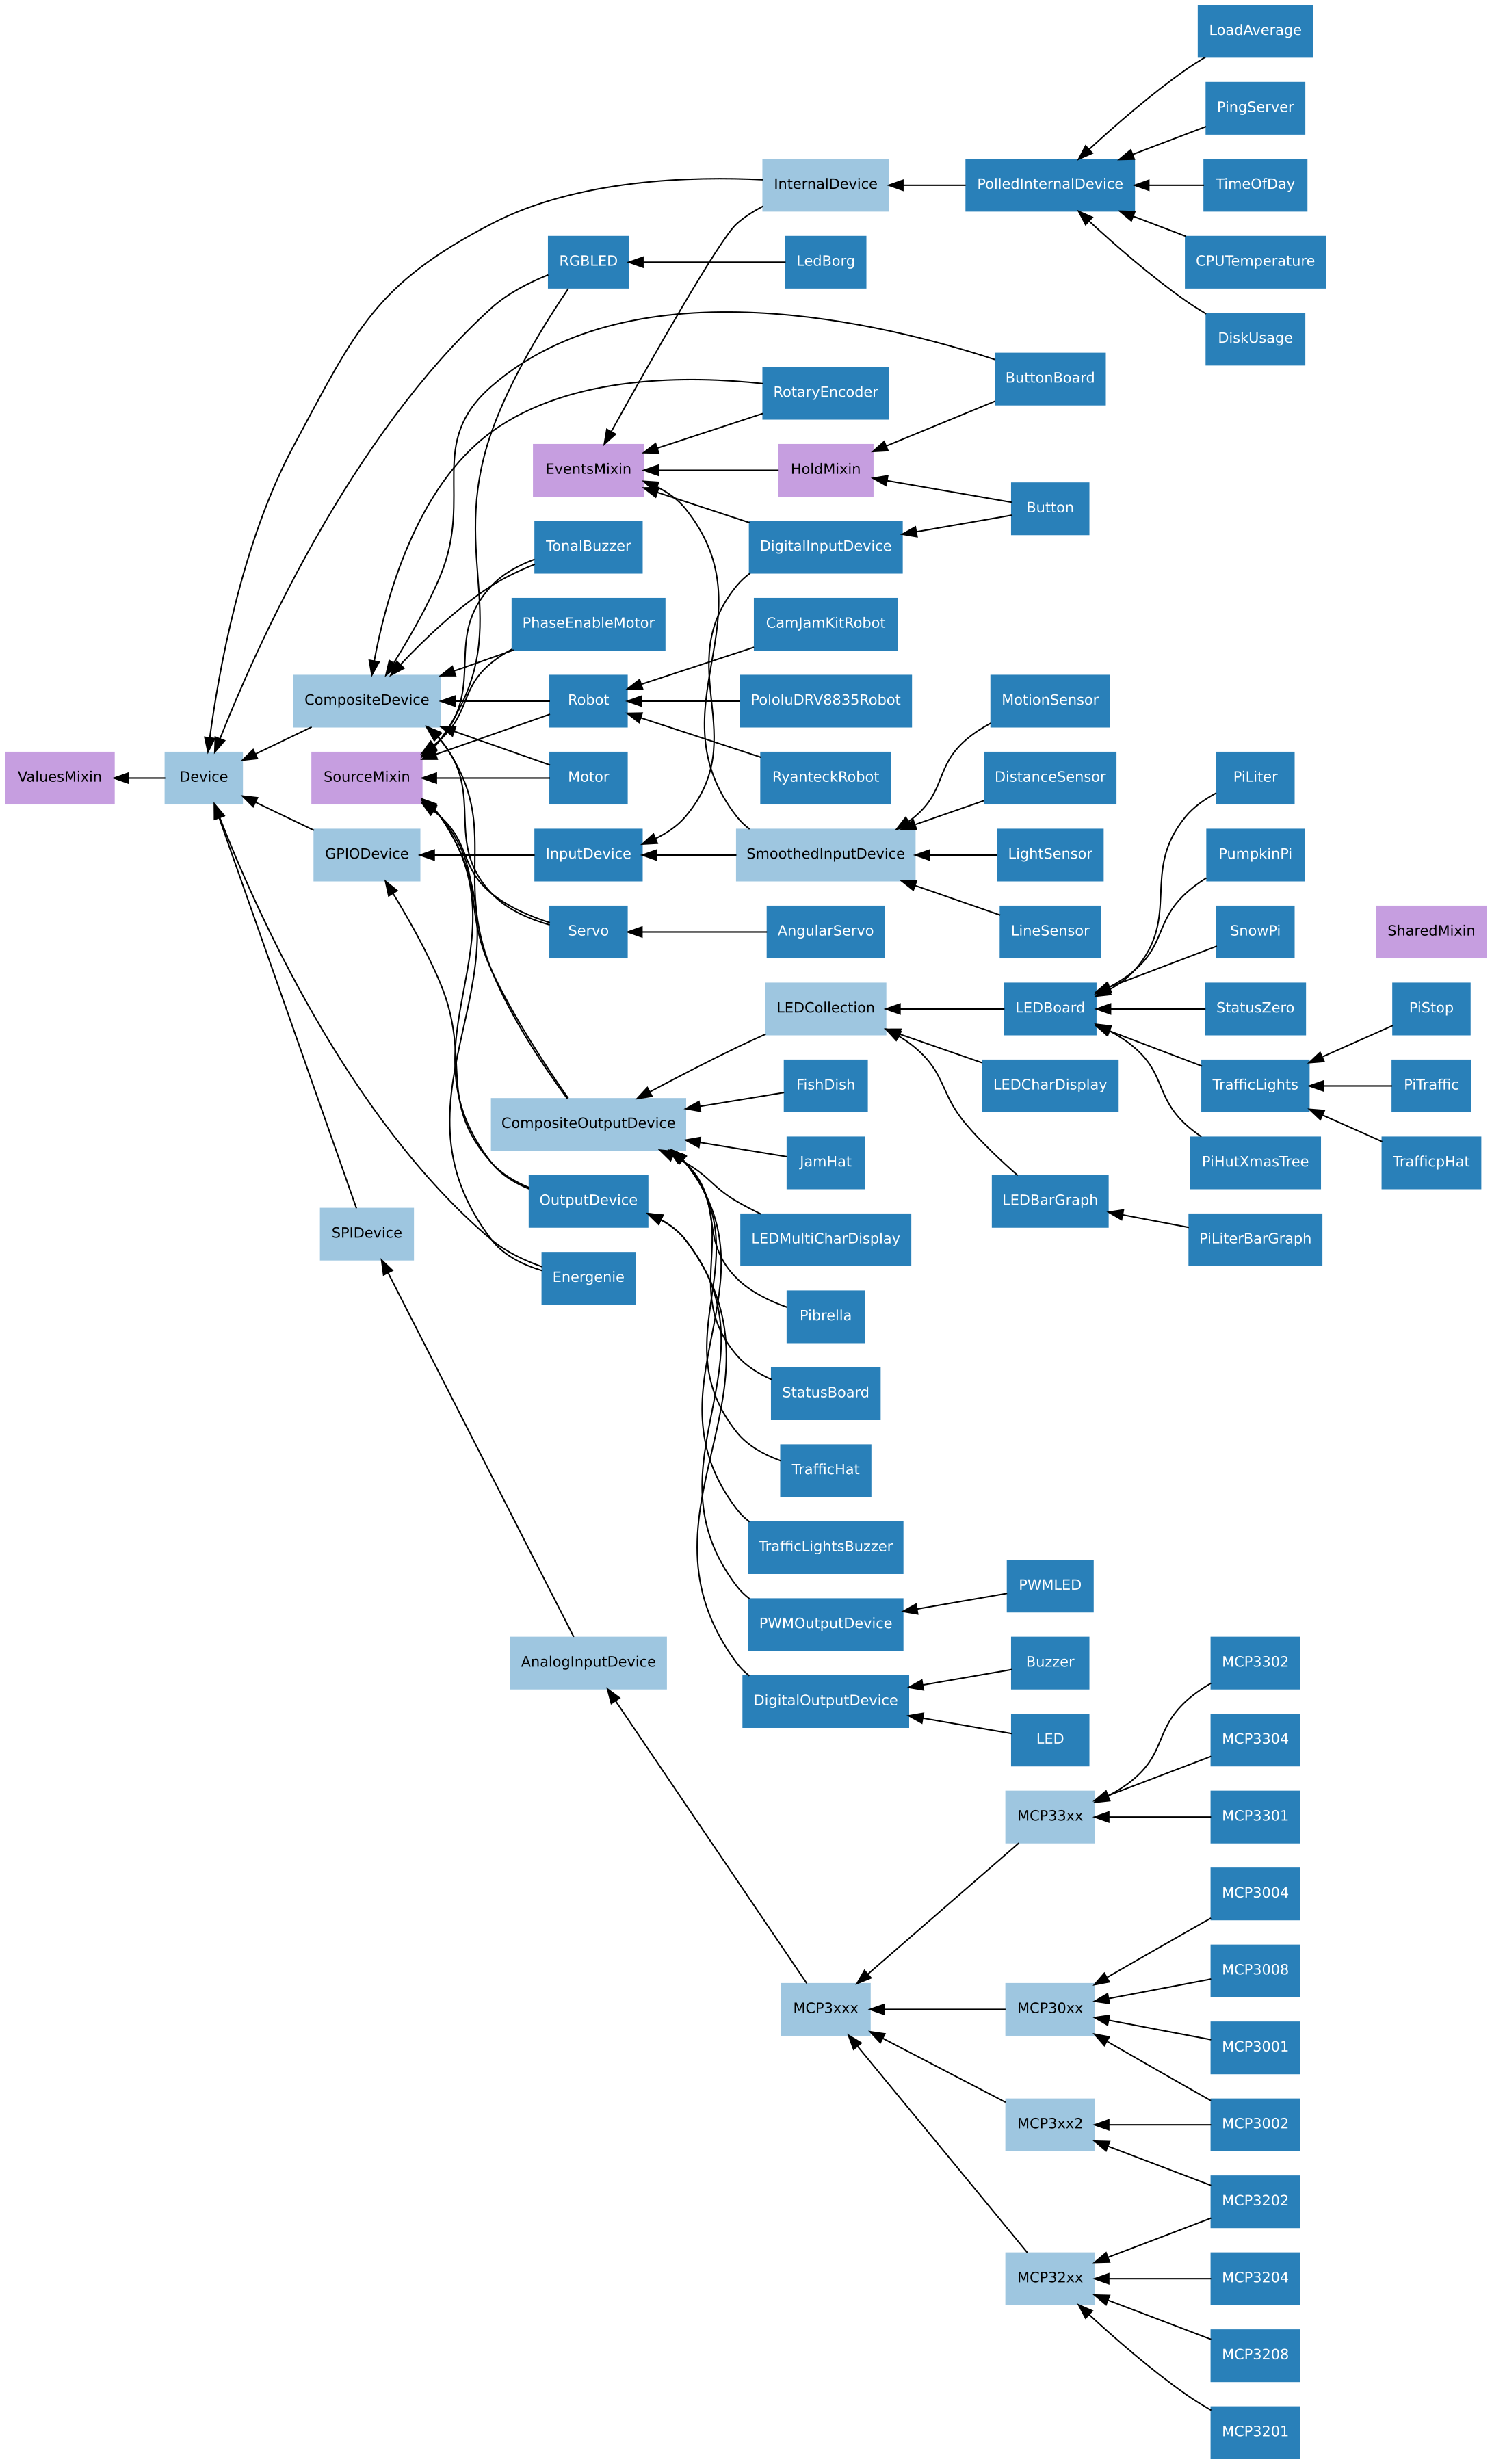 LoadAverage
PingServer
InternalDevice
PolledInternalDevice
TimeOfDay
RGBLED
LedBorg
CPUTemperature
DiskUsage
ButtonBoard
RotaryEncoder
EventsMixin
HoldMixin
Button
TonalBuzzer
DigitalInputDevice
PhaseEnableMotor
CamJamKitRobot
CompositeDevice
Robot
PololuDRV8835Robot
MotionSensor
ValuesMixin
Device
SourceMixin
Motor
RyanteckRobot
DistanceSensor
PiLiter
GPIODevice
InputDevice
SmoothedInputDevice
LightSensor
PumpkinPi
Servo
AngularServo
LineSensor
SnowPi
SharedMixin
LEDCollection
LEDBoard
StatusZero
PiStop
FishDish
LEDCharDisplay
TrafficLights
PiTraffic
CompositeOutputDevice
JamHat
PiHutXmasTree
TrafficpHat
OutputDevice
LEDBarGraph
SPIDevice
LEDMultiCharDisplay
PiLiterBarGraph
Energenie
Pibrella
StatusBoard
TrafficHat
TrafficLightsBuzzer
PWMLED
PWMOutputDevice
AnalogInputDevice
Buzzer
MCP3302
DigitalOutputDevice
LED
MCP3304
MCP33xx
MCP3301
MCP3004
MCP3008
MCP3xxx
MCP30xx
MCP3001
MCP3xx2
MCP3002
MCP3202
MCP32xx
MCP3204
MCP3208
MCP3201